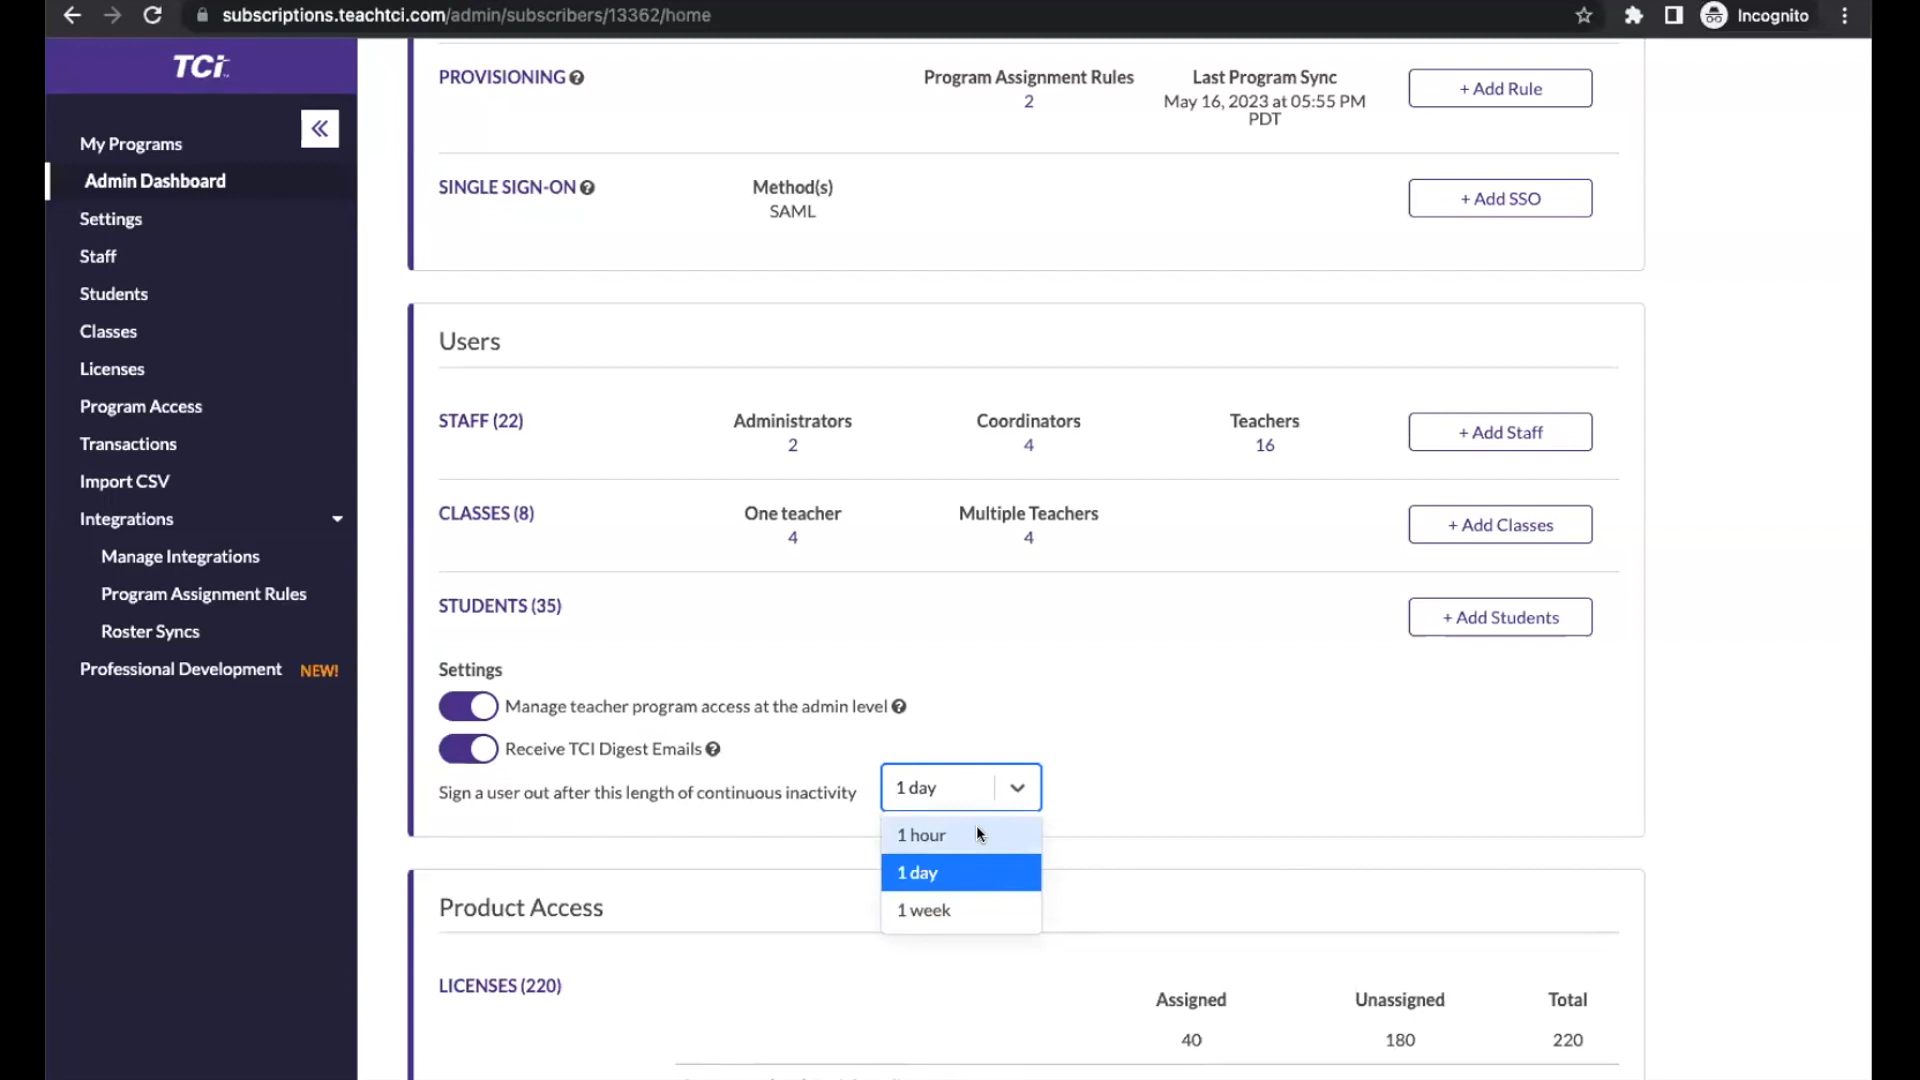 subscriptions.teachtci.com/admin/subscribers/13362/home
Incognito
TCi
My Programs
Admin Dashboard
Settings
Staff
Students
Classes
Licenses
Program Access
Transactions
Import CSV
Integrations
Manage Integrations
Program Assignment Rules
Roster Syncs
Professional Development NEW!
PROVISIONING
Program Assignment Rules
2
Last Program Sync
May 16, 2023 at 05:55 PM
PDT
+ Add Rule
SINGLE SIGN-ON
Method(s)
SAML
+ Add SSO
Users
STAFF (22)
Administrators
2
Coordinators
4
Teachers
16
+ Add Staff
CLASSES (8)
One teacher
4
Multiple Teachers
4
+ Add Classes
STUDENTS (35)
+ Add Students
Settings
Manage teacher program access at the admin level
Receive TCI Digest Emails
Sign a user out after this length of continuous inactivity
1 day
1 hour
1 day
1 week
Product Access
LICENSES (220)
Assigned
Unassigned
Total
40
180
220